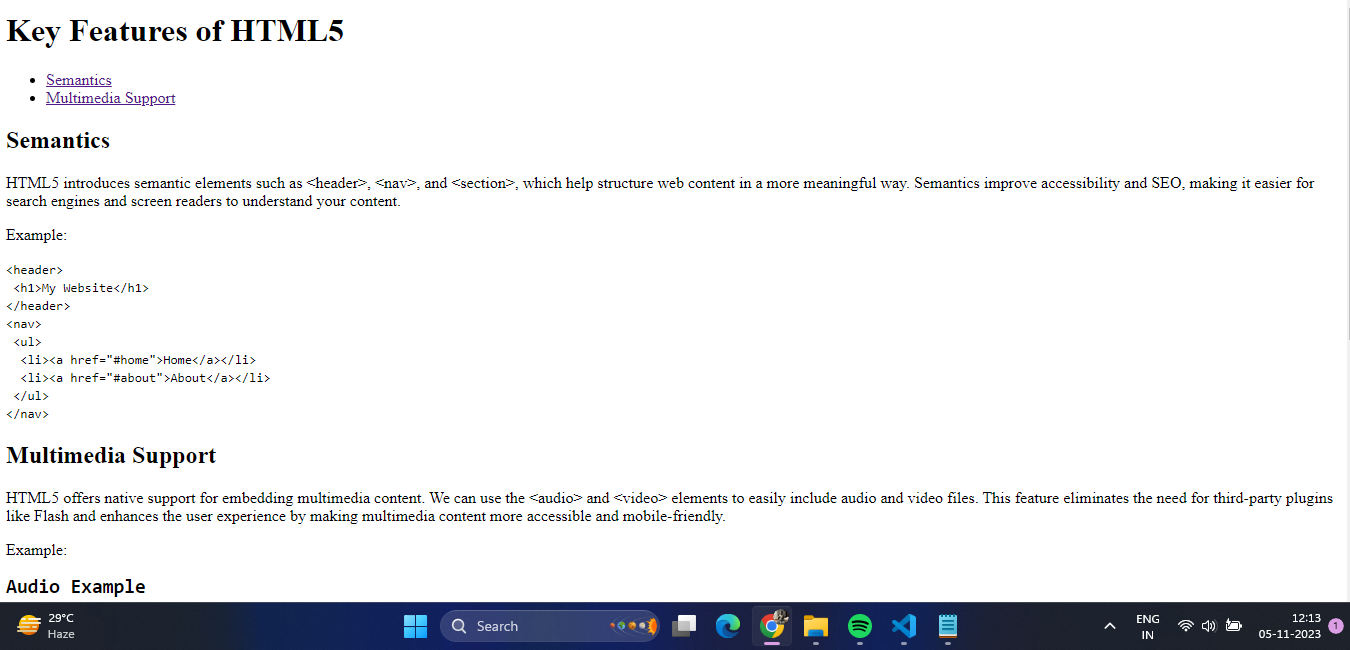 Key Features of HTML5
Semantics
Multimedia Support
Semantics
HTML5 introduces semantic elements such as <header>, <nav>, and <section>, which help structure web content in a more meaningful way. Semantics improve accessibility and SEO, making it easier for
search engines and screen readers to understand your content.
Example:
<header>
 <h1>My Website</h1>
</header>
<nav>
 <ul>
  <li><a href="#home">Home</a></li>
  <li><a href="#about">About</a></li>
 </ul>
</nav>
Multimedia Support
HTML5 offers native support for embedding multimedia content. We can use the <audio> and <video> elements to easily include audio and video files. This feature eliminates the need for third-party plugins
like Flash and enhances the user experience by making multimedia content more accessible and mobile-friendly.
Example:
Audio Example
29°C
Haze
Search
ENG
IN
12:13
05-11-2023
1